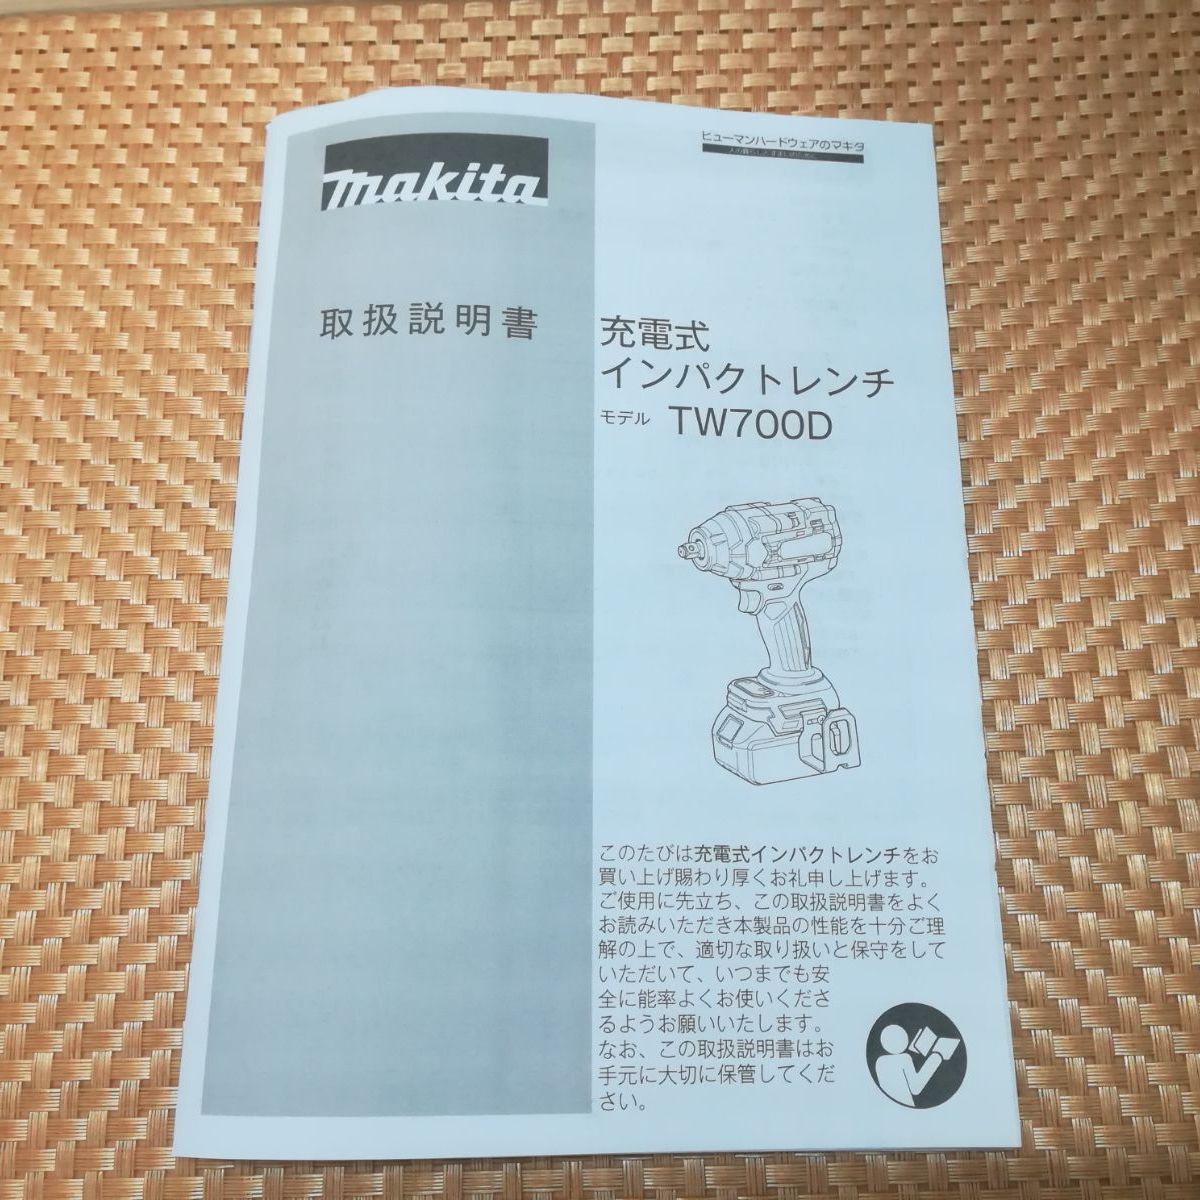 makita
ヒューマンハードウェアのマキタ
取扱説明書
充電式
インパクトレンチ
モデル TW700D
このたびは充電式インパクトレンチをお
買い上げ賜わり厚くお礼申し上げます。
ご使用に先立ち、この取扱説明書をよく
お読みいただき本製品の性能を十分ご理
解の上で、適切な取り扱いと保守をして
いただいて、いつまでも安
全に能率よくお使いくださ
るようお願いいたします。
なお、この取扱説明書はお
手元に大切に保管してくだ
さい。